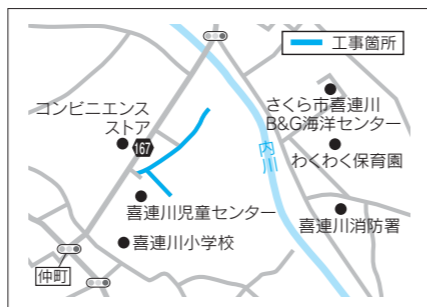 工事箇所
コンビニエンス
ストア
167
さくら市喜連川
B&G海洋センター
わくわく保育園
内川
喜連川児童センター
喜連川消防署
喜連川小学校
仲町